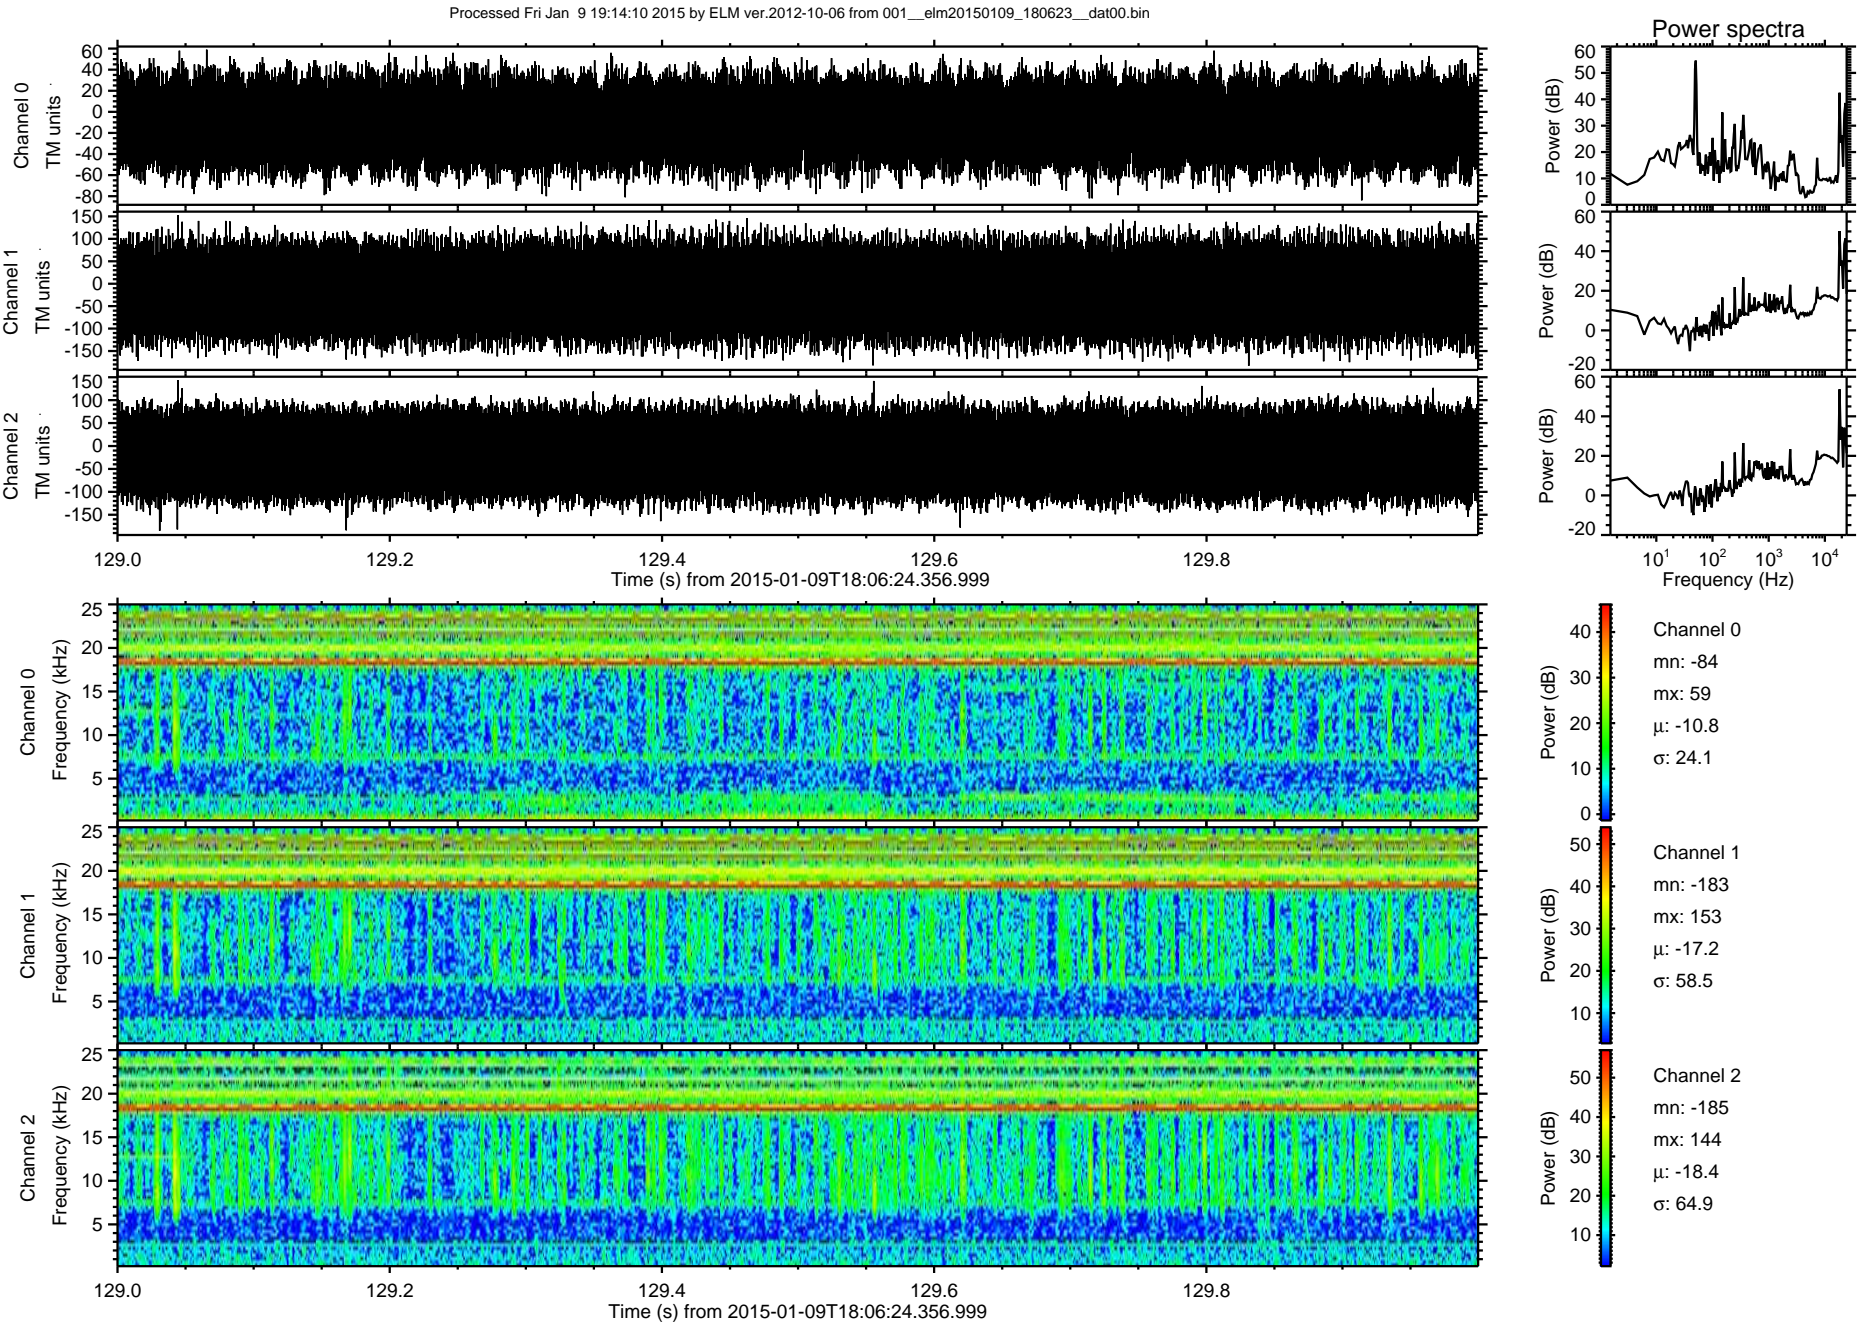 Processed Fri Jan  9 19:14:10 2015 by ELM ver.2012-10-06 from 001__elm20150109_180623__dat00.bin
Power spectra
Channel 0
TM units
60
40
20
0
-20
-40
-60
-80
Power (dB)
60
50
40
30
20
10
0
Channel 1
TM units
150
100
50
0
-50
-100
-150
Power (dB)
60
40
20
0
-20
Channel 2
TM units
150
100
50
0
-50
-100
-150
Power (dB)
60
40
20
0
-20
129.0 129.2 129.4 129.6 129.8
Time (s) from 2015-01-09T18:06:24.356.999
10¹ 10² 10³ 10⁴
Frequency (Hz)
Channel 0
Frequency (kHz)
25
20
15
10
5
Power (dB)
40
30
20
10
0
Channel 0
mn: -84
mx: 59
μ: -10.8
σ: 24.1
Channel 1
Frequency (kHz)
25
20
15
10
5
Power (dB)
50
40
30
20
10
Channel 1
mn: -183
mx: 153
μ: -17.2
σ: 58.5
Channel 2
Frequency (kHz)
25
20
15
10
5
Power (dB)
50
40
30
20
10
Channel 2
mn: -185
mx: 144
μ: -18.4
σ: 64.9
129.0 129.2 129.4 129.6 129.8
Time (s) from 2015-01-09T18:06:24.356.999